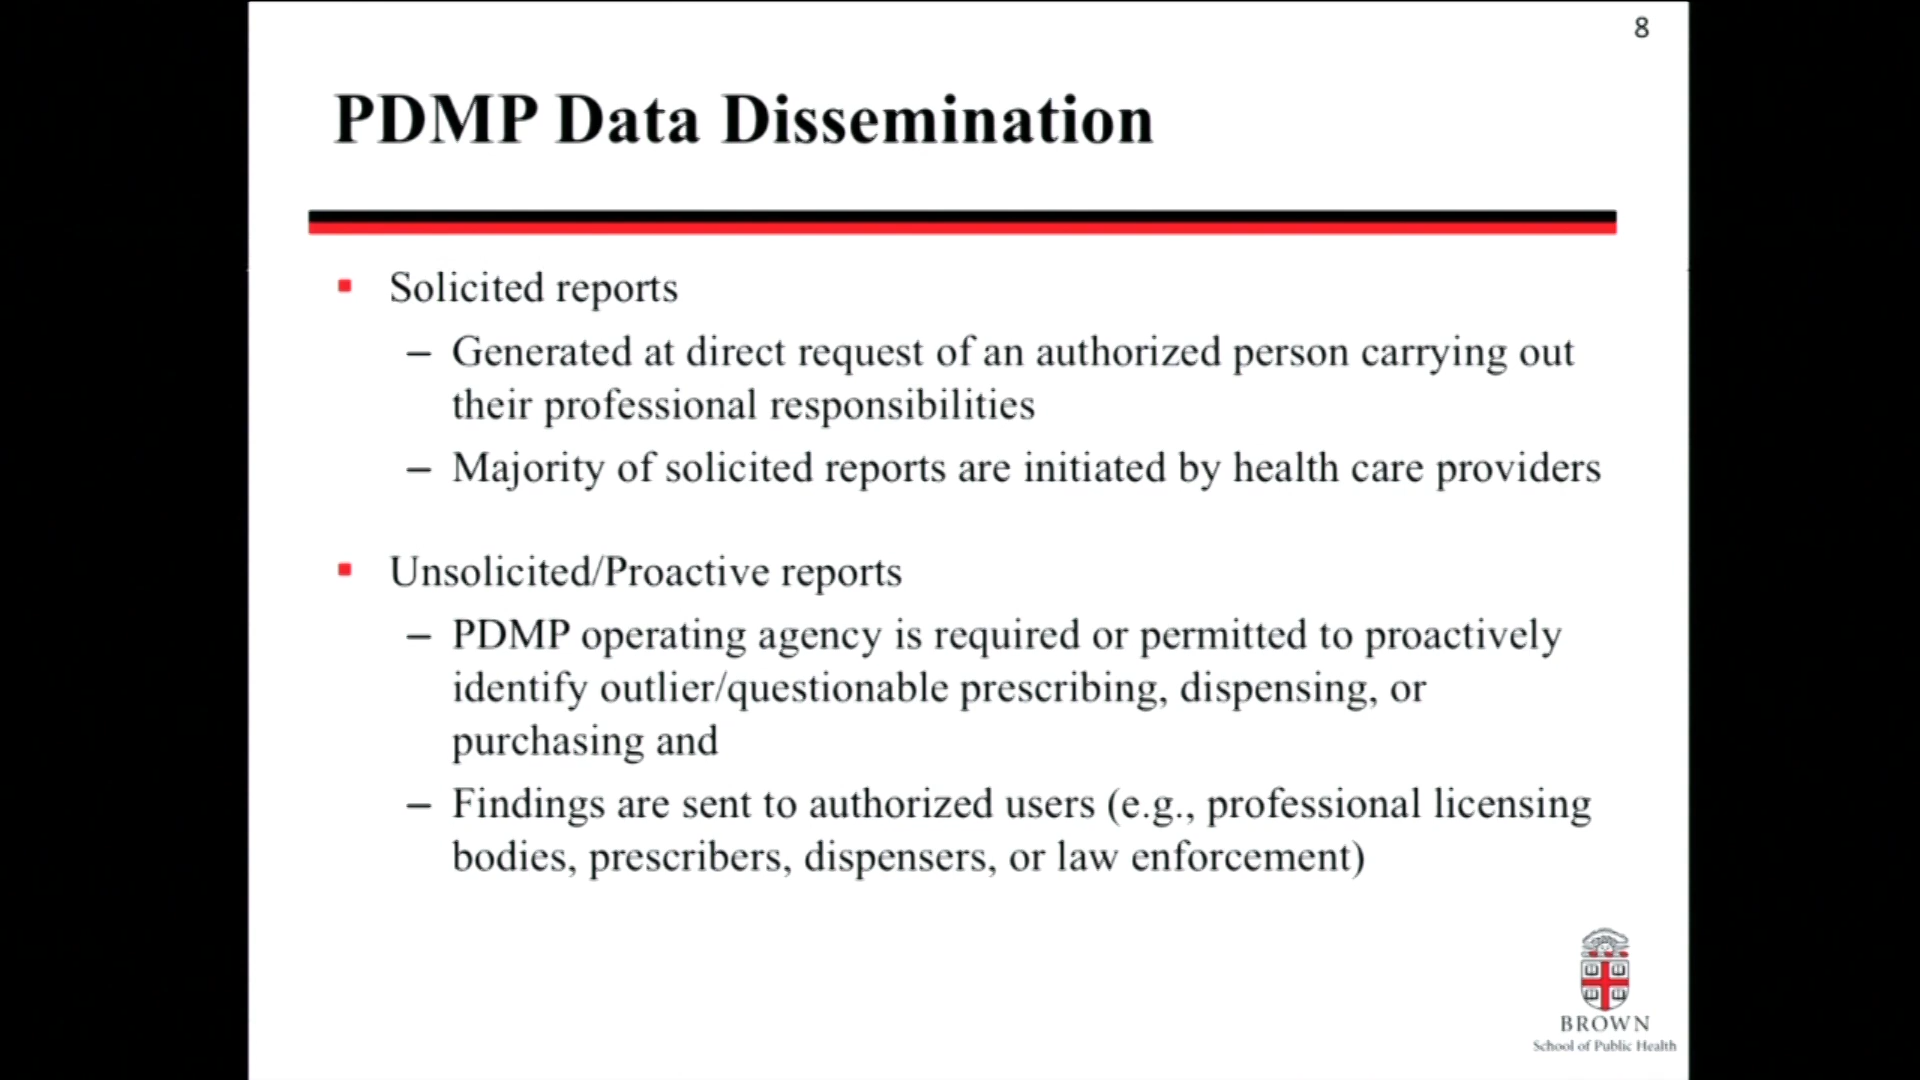 8
PDMP Data Dissemination
▪ Solicited reports
– Generated at direct request of an authorized person carrying out
their professional responsibilities
– Majority of solicited reports are initiated by health care providers
▪ Unsolicited/Proactive reports
– PDMP operating agency is required or permitted to proactively
identify outlier/questionable prescribing, dispensing, or
purchasing and
– Findings are sent to authorized users (e.g., professional licensing
bodies, prescribers, dispensers, or law enforcement)
BROWN
School of Public Health